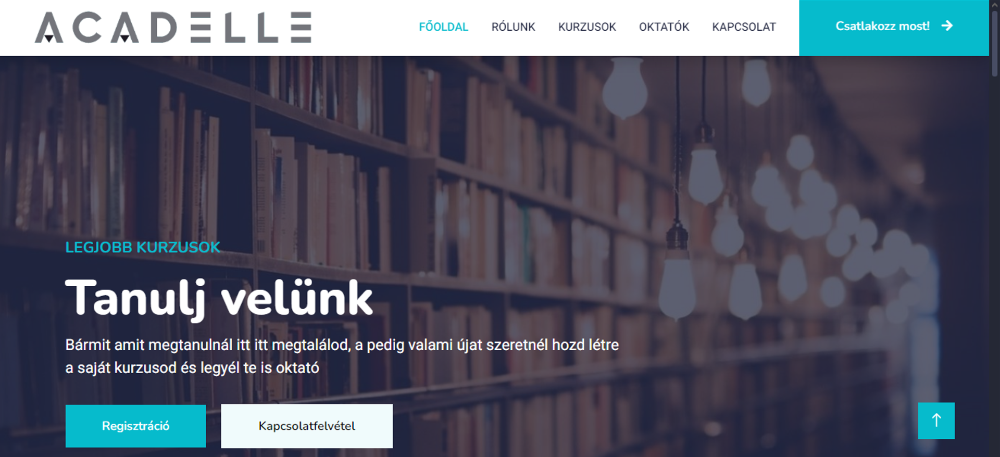 ACADELLE
FŐOLDAL RÓLUNK KURZUSOK OKTATÓK KAPCSOLAT
Csatlakozz most!
LEGJOBB KURZUSOK
Tanulj velünk
Bármit amit megtanulnál itt itt megtalálod, a pedig valami újat szeretnél hozd létre
a saját kurzusod és legyél te is oktató
Regisztráció Kapcsolatfelvétel